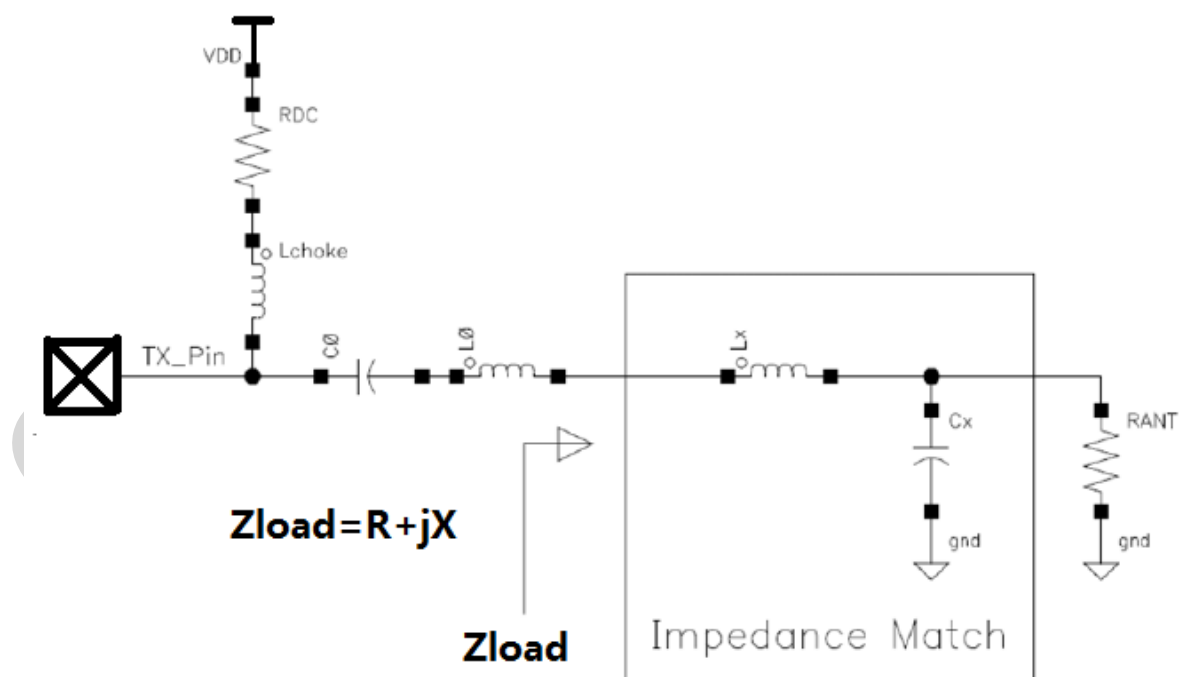 VDD
RDC
Lchoke
TX_Pin
C0
L0
Lx
Cx
RANT
gnd
gnd
Zload=R+jX
Zload
Impedance Match